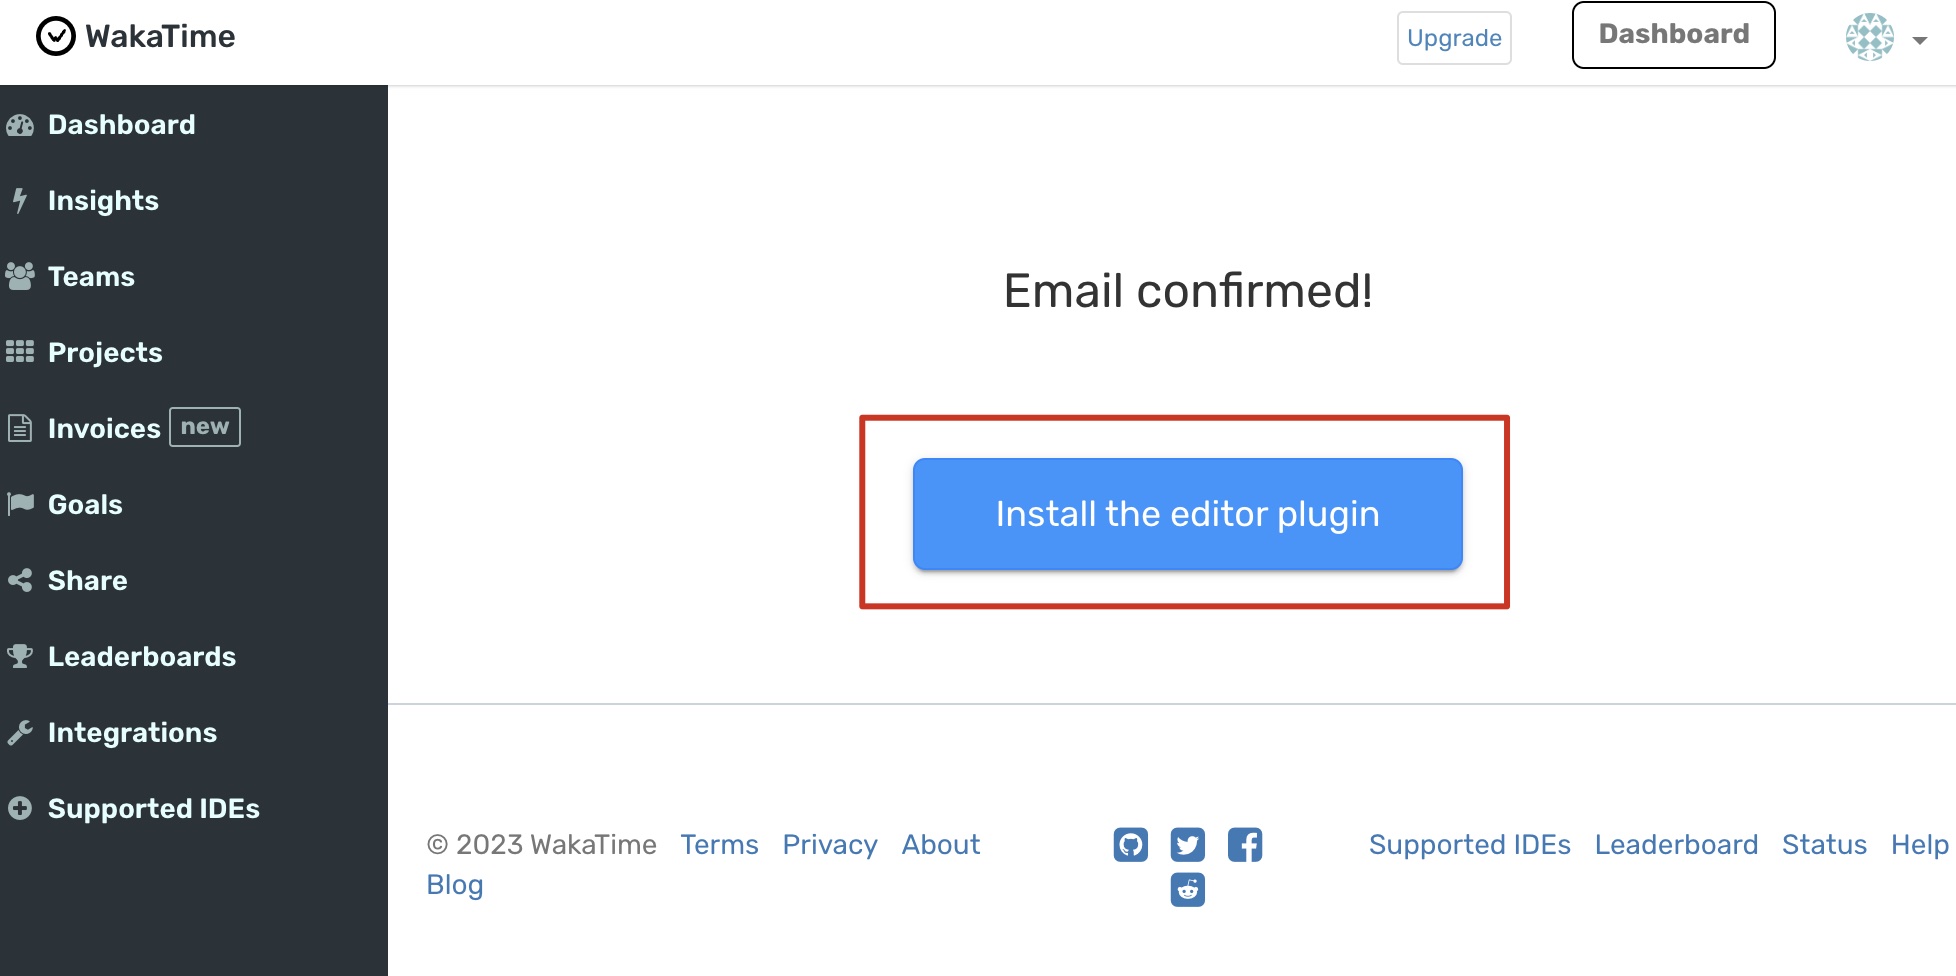 WakaTime
Upgrade
Dashboard
Dashboard
Insights
Teams
Projects
Invoices new
Goals
Share
Leaderboards
Integrations
Supported IDEs
Email confirmed!
Install the editor plugin
© 2023 WakaTime Terms Privacy About
Blog
Supported IDEs Leaderboard Status Help